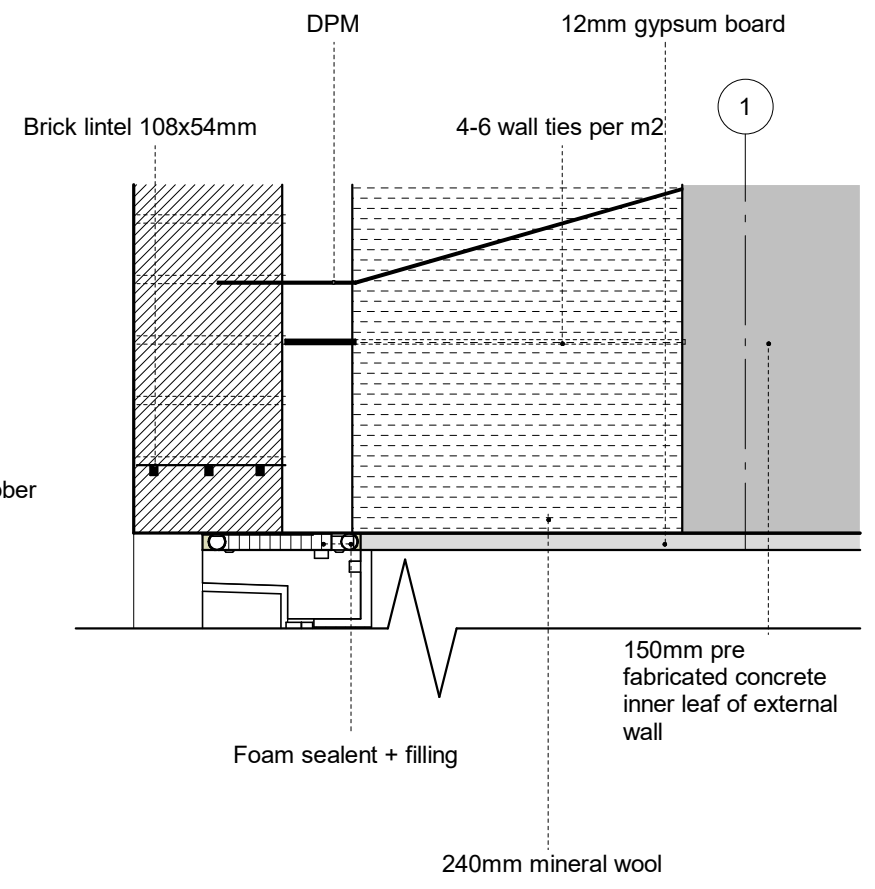 DPM
12mm gypsum board
1
Brick lintel 108x54mm
4-6 wall ties per m2
150mm pre
fabricated concrete
inner leaf of external
wall
Foam sealent + filling
240mm mineral wool